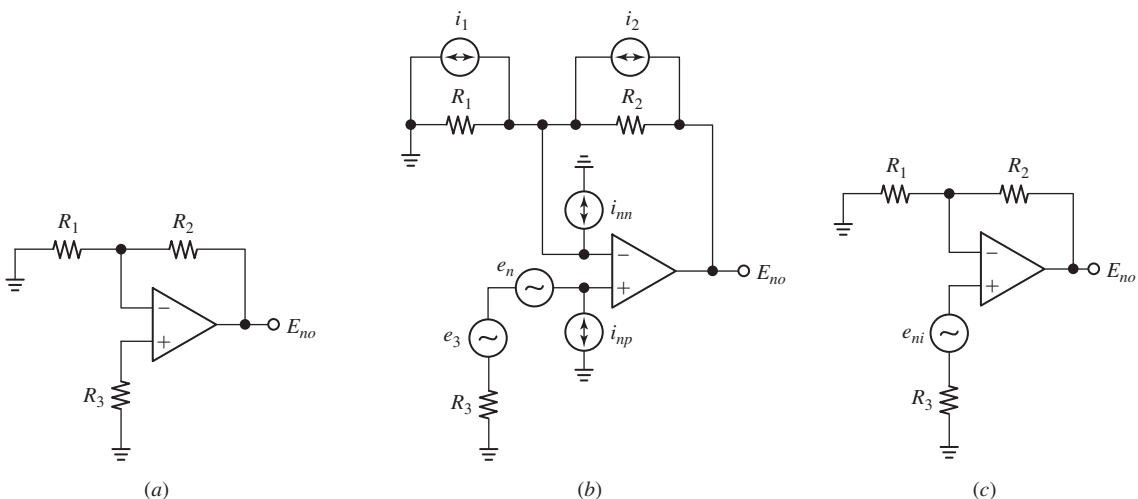 R1
R2
−
+
R3
Eno
(a)
i1
i2
R1
R2
inn
en
−
+
Eno
e3
inp
R3
(b)
R1
R2
−
+
Eno
eni
R3
(c)